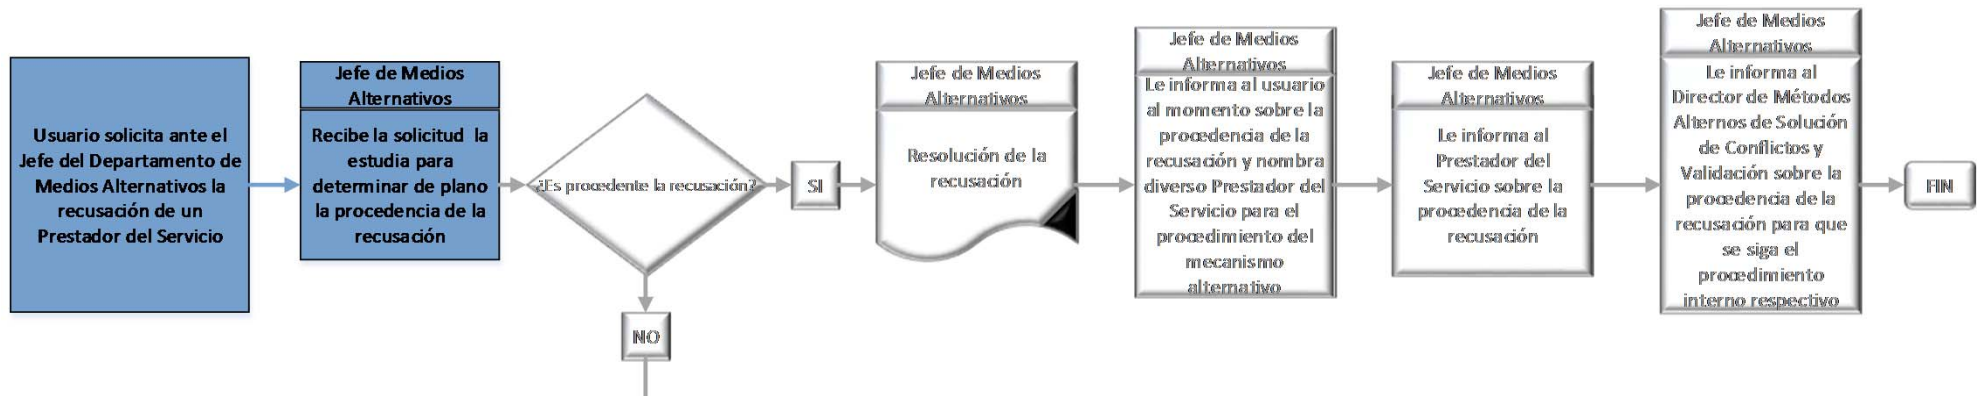 Usuario solicita ante el
Jefe del Departamento de
Medios Alternativos la
recusación de un
Prestador del Servicio
Jefe de Medios
Alternativos
Recibe la solicitud la
estudia para
determinar de plano
la procedencia de la
recusación
¿Es procedente la recusación?
SI
NO
Jefe de Medios
Alternativos
Resolución de la
recusación
Jefe de Medios
Alternativos
Le informa al usuario
al momento sobre la
procedencia de la
recusación y nombra
diverso Prestador del
Servicio para el
procedimiento del
mecanismo
alternativo
Jefe de Medios
Alternativos
Le informa al
Prestador del
Servicio sobre la
procedencia de la
recusación
Jefe de Medios
Alternativos
Le informa al
Director de Métodos
Alternos de Solución
de Conflictos y
Validación sobre la
procedencia de la
recusación para que
se siga el
procedimiento
interno respectivo
FIN